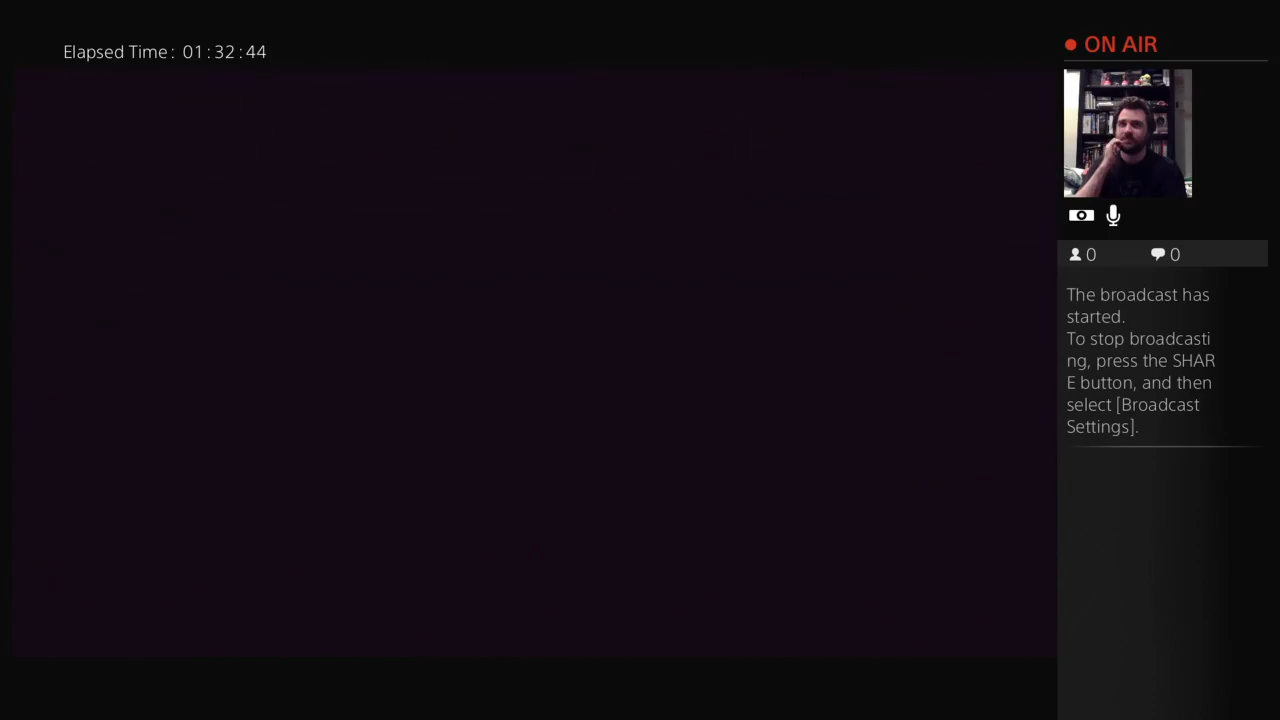 Elapsed Time: 01:32:44
ON AIR
0 0
The broadcast has
started.
To stop broadcasti
ng, press the SHAR
E button, and then
select [Broadcast
Settings].